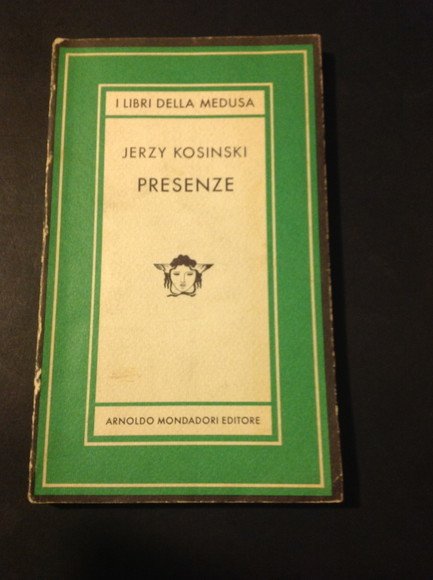 I LIBRI DELLA MEDUSA
JERZY KOSINSKI
PRESENZE
ARNOLDO MONDADORI EDITORE